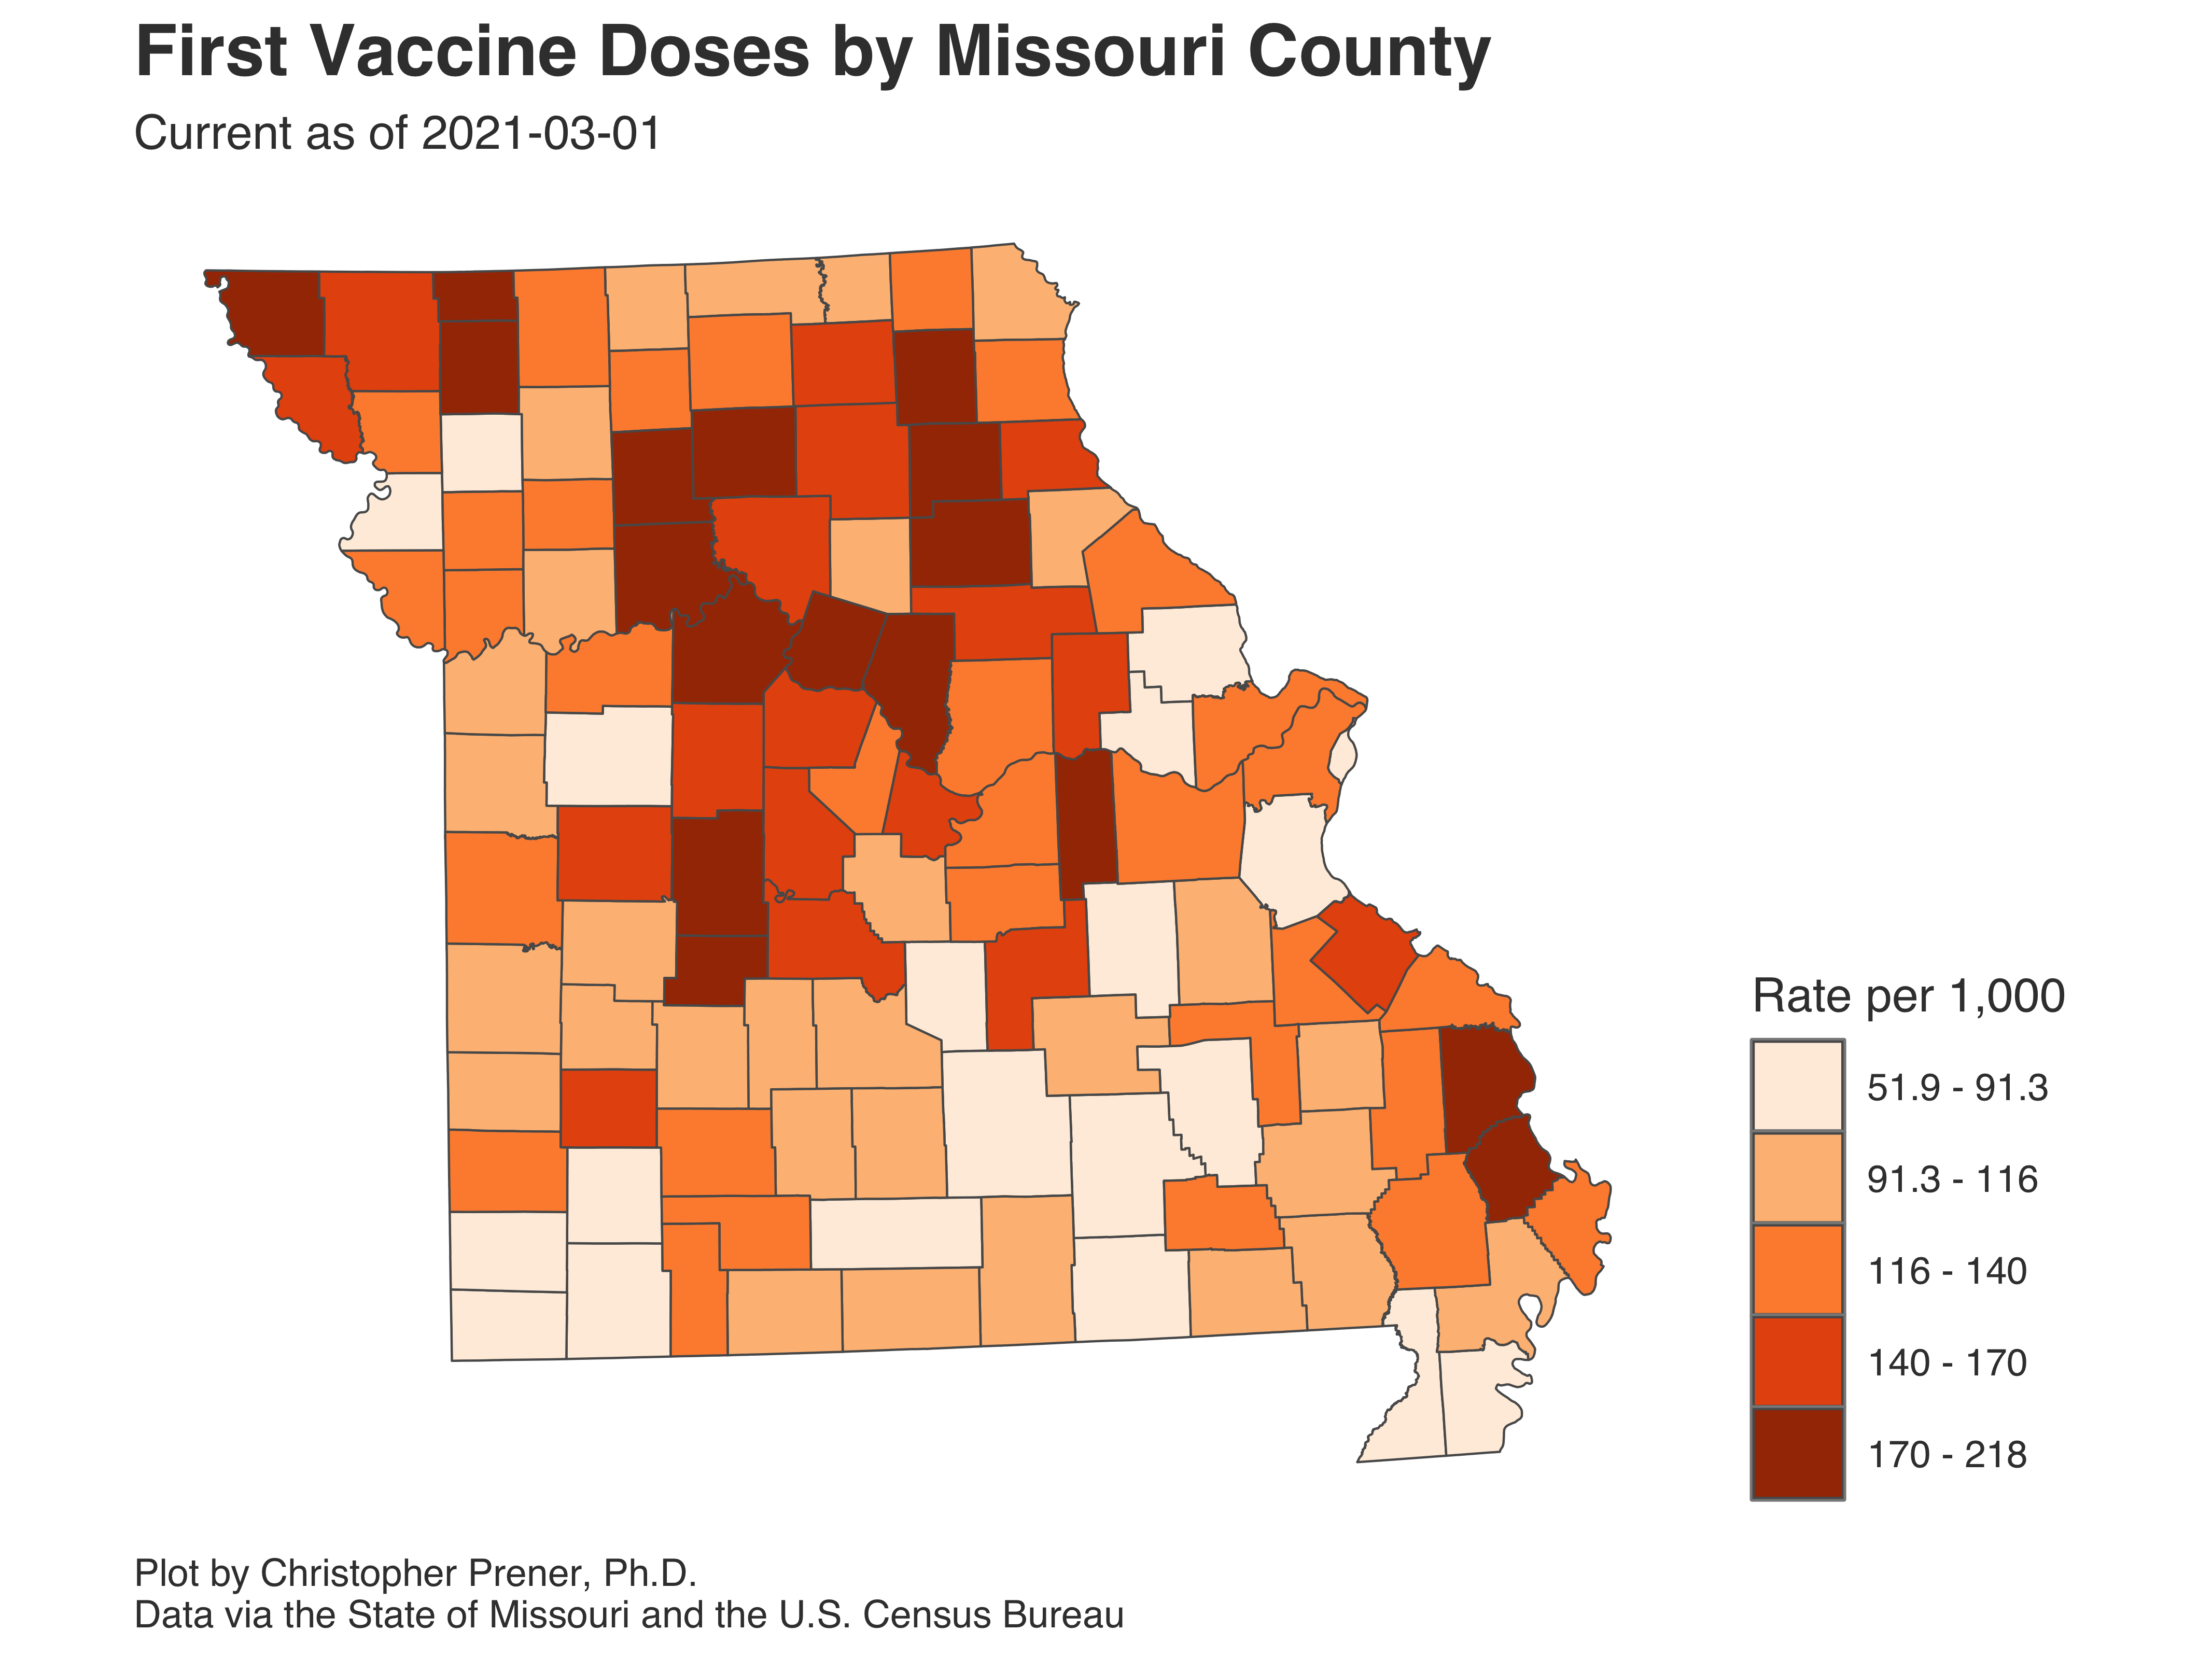 First Vaccine Doses by Missouri County
Current as of 2021-03-01
Rate per 1,000
51.9 - 91.3
91.3 - 116
116 - 140
140 - 170
170 - 218
Plot by Christopher Prener, Ph.D.
Data via the State of Missouri and the U.S. Census Bureau